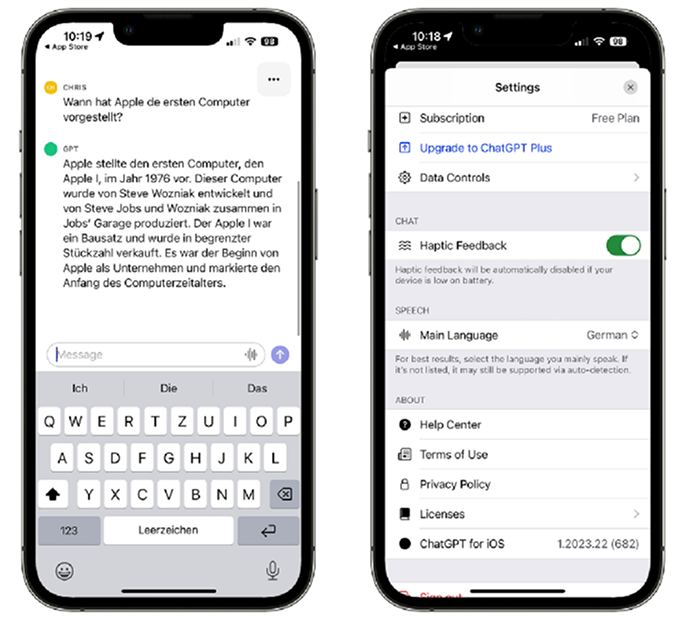 10:19
98
◀ App Store
...
CH
CHRIS
Wann hat Apple de ersten Computer
vorgestellt?
GPT
Apple stellte den ersten Computer, den
Apple I, im Jahr 1976 vor. Dieser Computer
wurde von Steve Wozniak entwickelt und
von Steve Jobs und Wozniak zusammen in
Jobs' Garage produziert. Der Apple I war
ein Bausatz und wurde in begrenzter
Stückzahl verkauft. Es war der Beginn von
Apple als Unternehmen und markierte den
Anfang des Computerzeitalters.
Message
Ich Die Das
Q W E R T Z U I O P
A S D F G H J K L
Y X C V B N M
123 Leerzeichen
10:18
98
◀ App Store
Settings
Subscription Free Plan
Upgrade to ChatGPT Plus
Data Controls
CHAT
Haptic Feedback
Haptic feedback will be automatically disabled if your
device is low on battery.
SPEECH
Main Language German
For best results, select the language you mainly speak. If
it's not listed, it may still be supported via auto-detection.
ABOUT
Help Center
Terms of Use
Privacy Policy
Licenses
ChatGPT for iOS 1.2023.22 (682)
Sign out